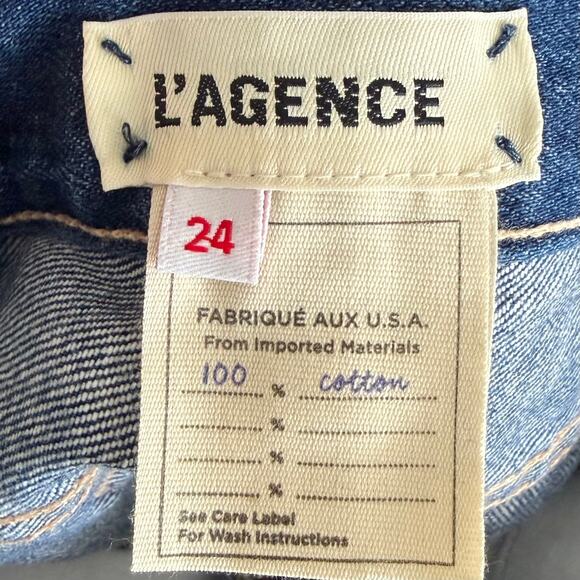 L'AGENCE
24
FABRIQUÉ AUX U.S.A.
From Imported Materials
100 % cotton
%
%
%
See Care Label
For Wash Instructions